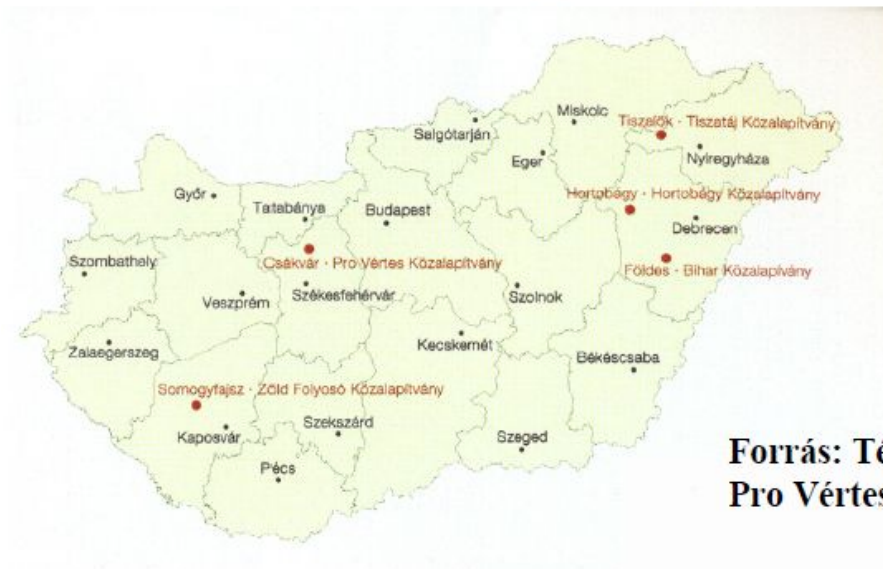 Miskolc
Tiszalök - Tiszatáj Közalapítvány
Salgótarján
Eger
Nyíregyháza
Győr
Hortobágy - Hortobágy Közalapítvány
Tatabánya
Budapest
Debrecen
Szombathely
Csákvár - Pro Vértes Közalapítvány
Földes - Bihar Közalapívány
Veszprém
Székesfehérvár
Szolnok
Zalaegerszeg
Kecskemét
Békéscsaba
Somogyfajsz - Zöld Folyosó Közalapítvány
Kaposvár
Szekszárd
Szeged
Pécs
Forrás:
Pro Vértes